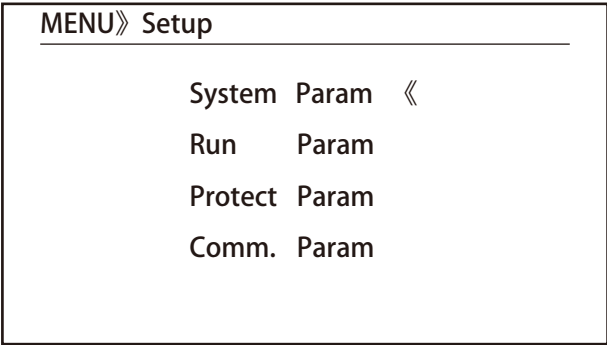 MENU》 Setup
System Param 《
Run Param
Protect Param
Comm. Param